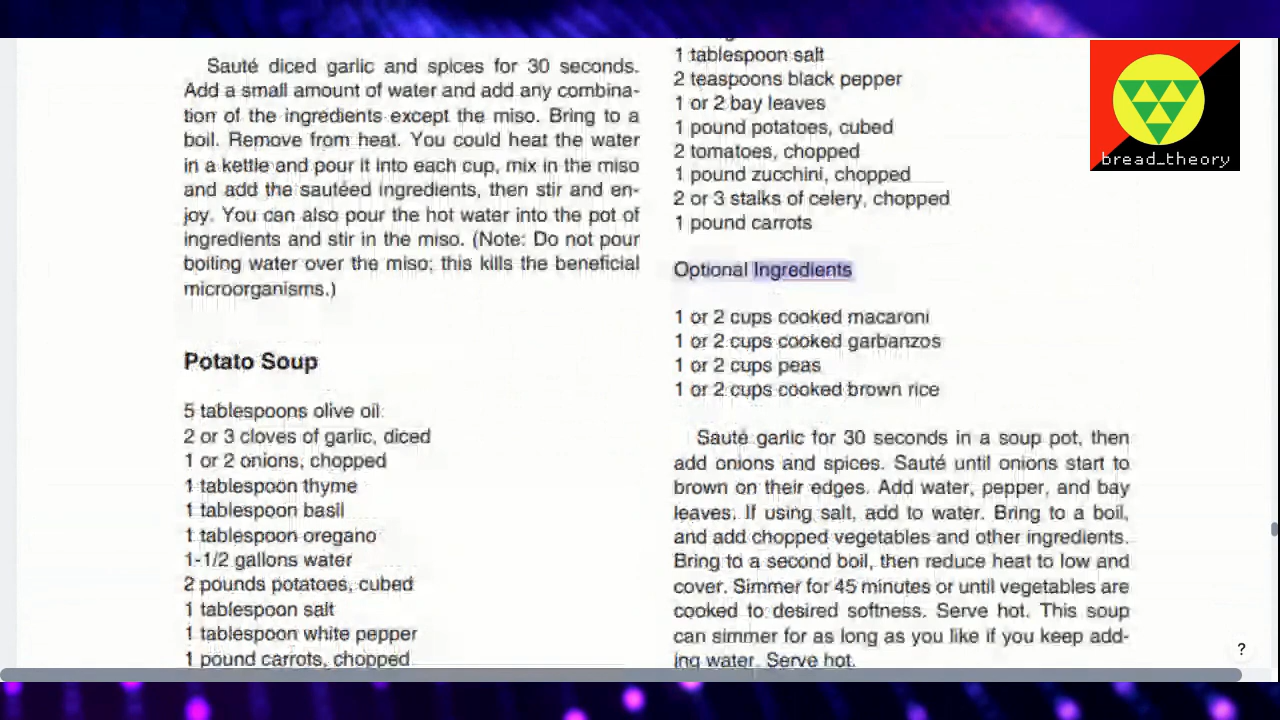 Sauté diced garlic and spices for 30 seconds.
Add a small amount of water and add any combina-
tion of the ingredients except the miso. Bring to a
boil. Remove from heat. You could heat the water
in a kettle and pour it into each cup, mix in the miso
and add the sautéed ingredients, then stir and en-
joy. You can also pour the hot water into the pot of
ingredients and stir in the miso. (Note: Do not pour
boiling water over the miso; this kills the beneficial
microorganisms.)
Potato Soup
5 tablespoons olive oil
2 or 3 cloves of garlic, diced
1 or 2 onions, chopped
1 tablespoon thyme
1 tablespoon basil
1 tablespoon oregano
1-1/2 gallons water
2 pounds potatoes, cubed
1 tablespoon salt
1 tablespoon white pepper
1 pound carrots, chopped
1 tablespoon salt
2 teaspoons black pepper
1 or 2 bay leaves
1 pound potatoes, cubed
2 tomatoes, chopped
1 pound zucchini, chopped
2 or 3 stalks of celery, chopped
1 pound carrots
Optional Ingredients
1 or 2 cups cooked macaroni
1 or 2 cups cooked garbanzos
1 or 2 cups peas
1 or 2 cups cooked brown rice
Sauté garlic for 30 seconds in a soup pot, then
add onions and spices. Sauté until onions start to
brown on their edges. Add water, pepper, and bay
leaves. If using salt, add to water. Bring to a boil,
and add chopped vegetables and other ingredients.
Bring to a second boil, then reduce heat to low and
cover. Simmer for 45 minutes or until vegetables are
cooked to desired softness. Serve hot. This soup
can simmer for as long as you like if you keep add-
ing water. Serve hot.
bread_theory
?